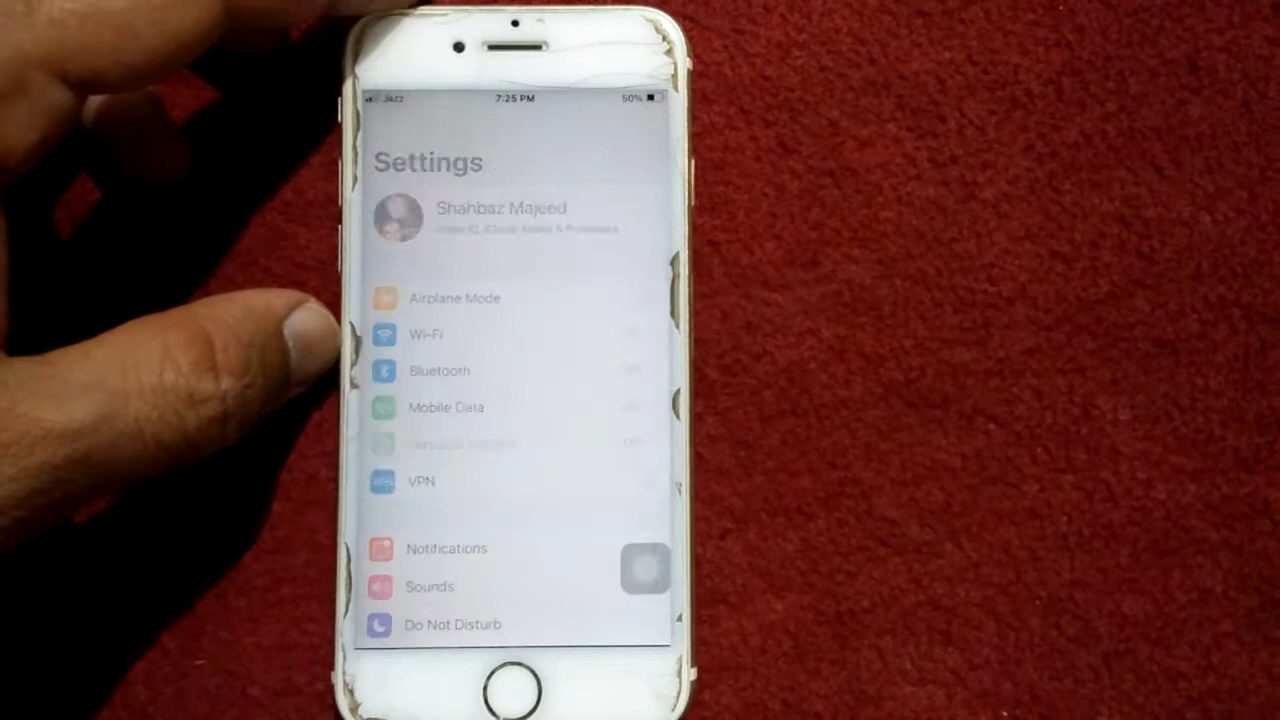 Jazz
7:25 PM
50%
Settings
Shahbaz Majeed
Airplane Mode
Wi-Fi
Bluetooth
Mobile Data
Off
VPN
Notifications
Sounds
Do Not Disturb